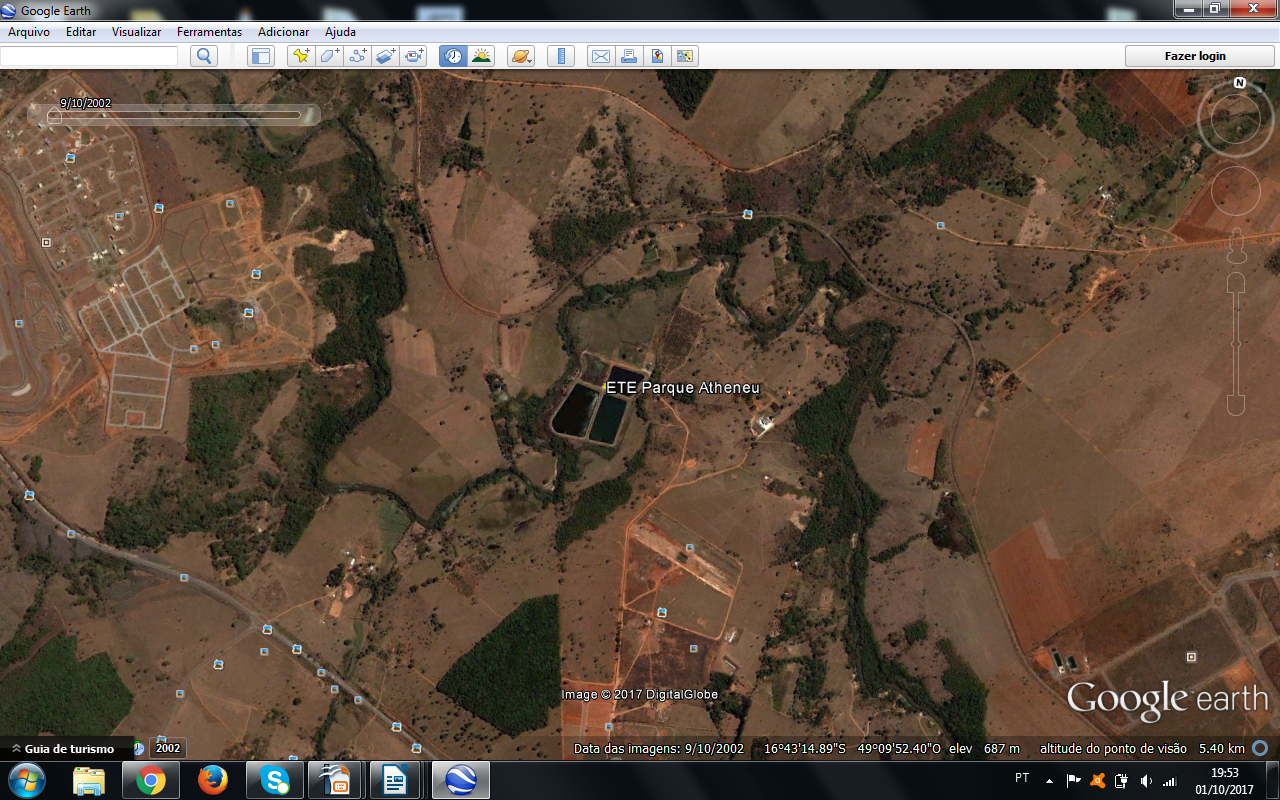 Google Earth
Arquivo Editar Visualizar Ferramentas Adicionar Ajuda
Fazer login
9/10/2002
N
ETE Parque Atheneu
Image © 2017 DigitalGlobe
Google earth
Guia de turismo
2002
Data das imagens: 9/10/2002 16°43'14.89"S 49°09'52.40"O elev 687 m altitude do ponto de visão 5.40 km
PT
19:53
01/10/2017